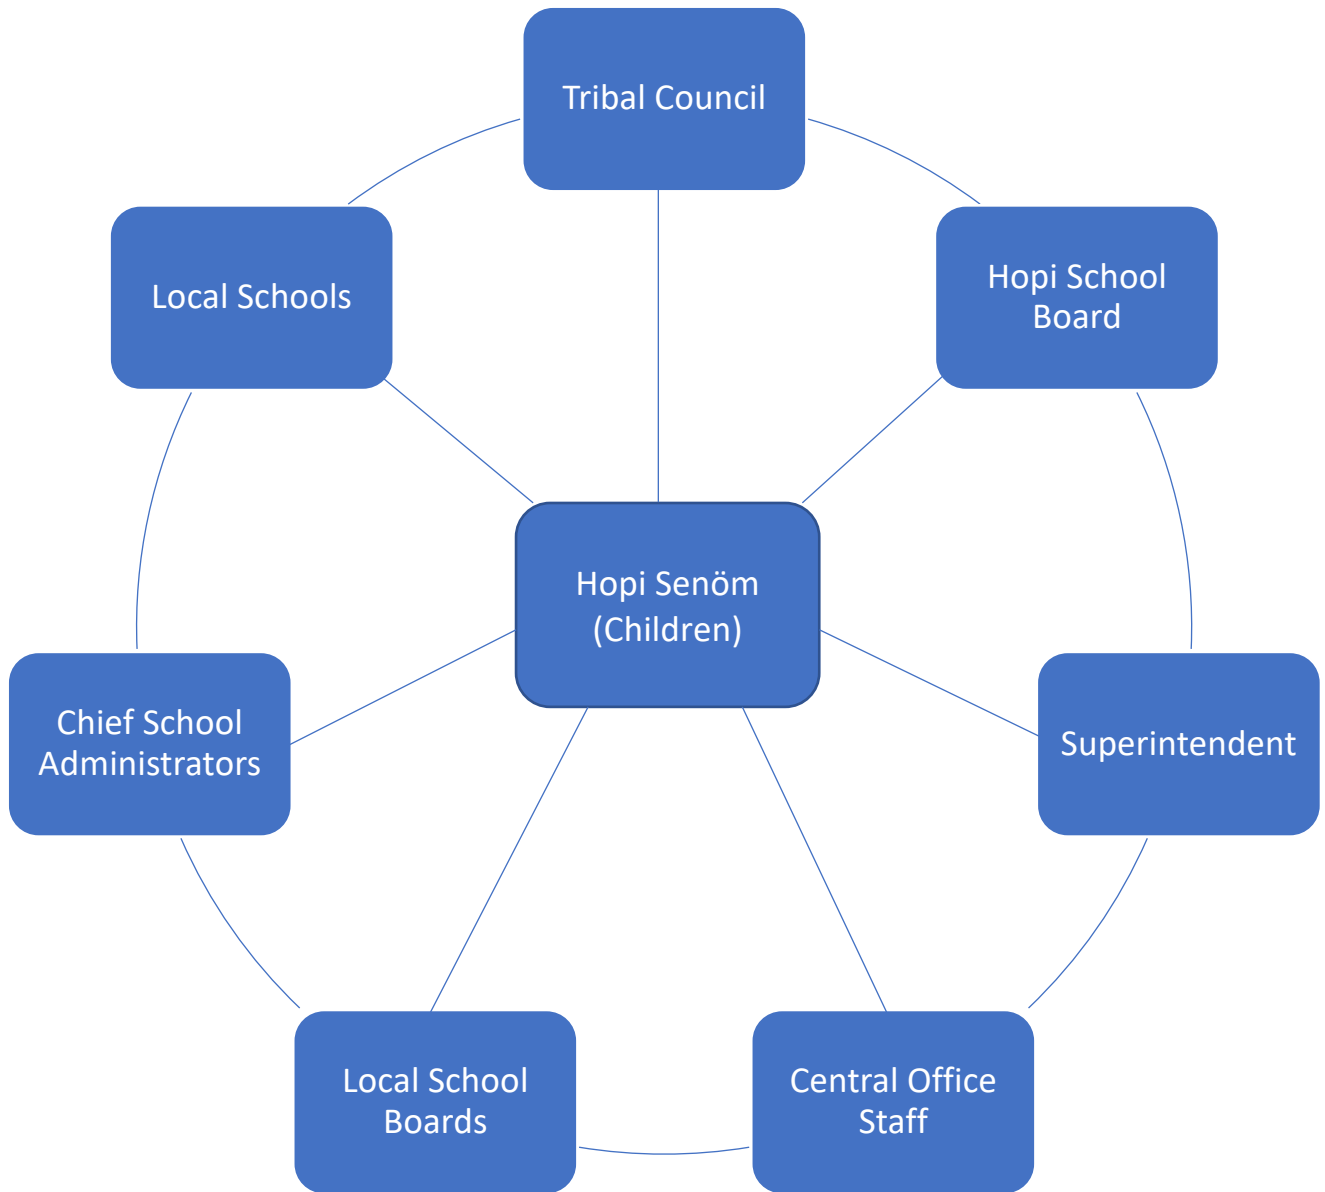 Tribal Council
Hopi School
Board
Local Schools
Hopi Senöm
(Children)
Chief School
Administrators
Superintendent
Local School
Boards
Central Office
Staff